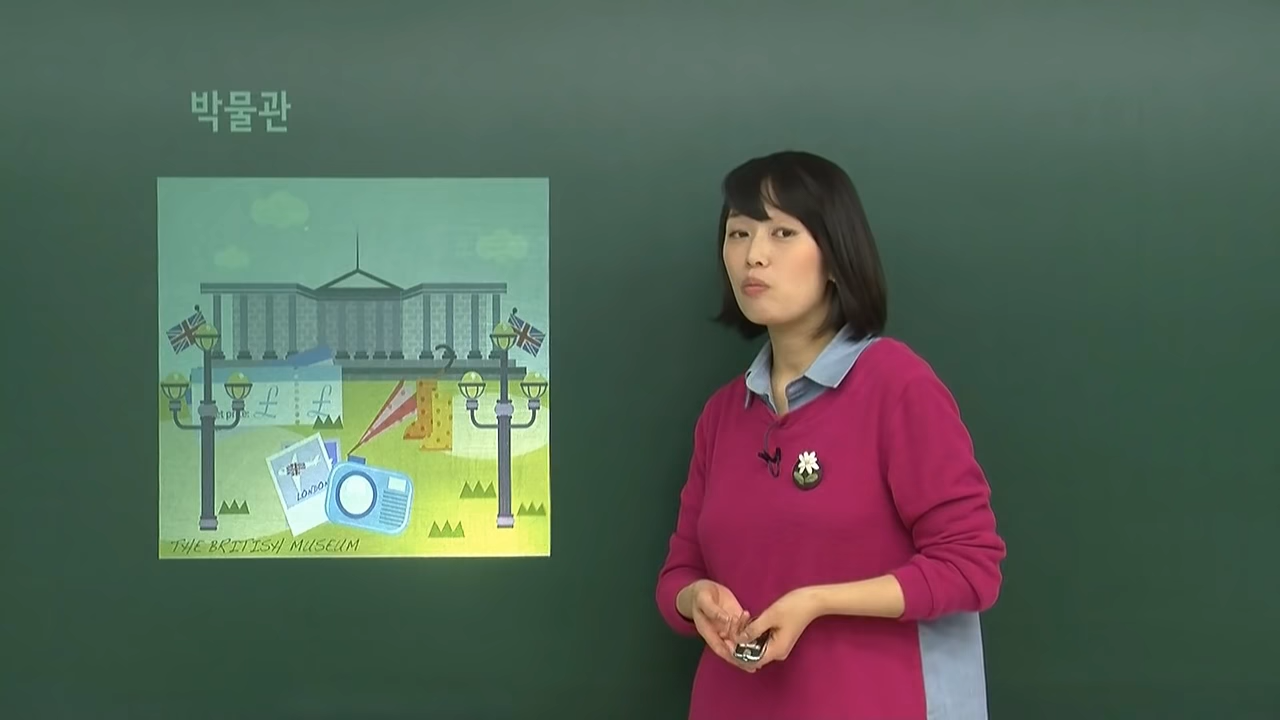 박물관
£ £
LONDON
THE BRITISH MUSEUM